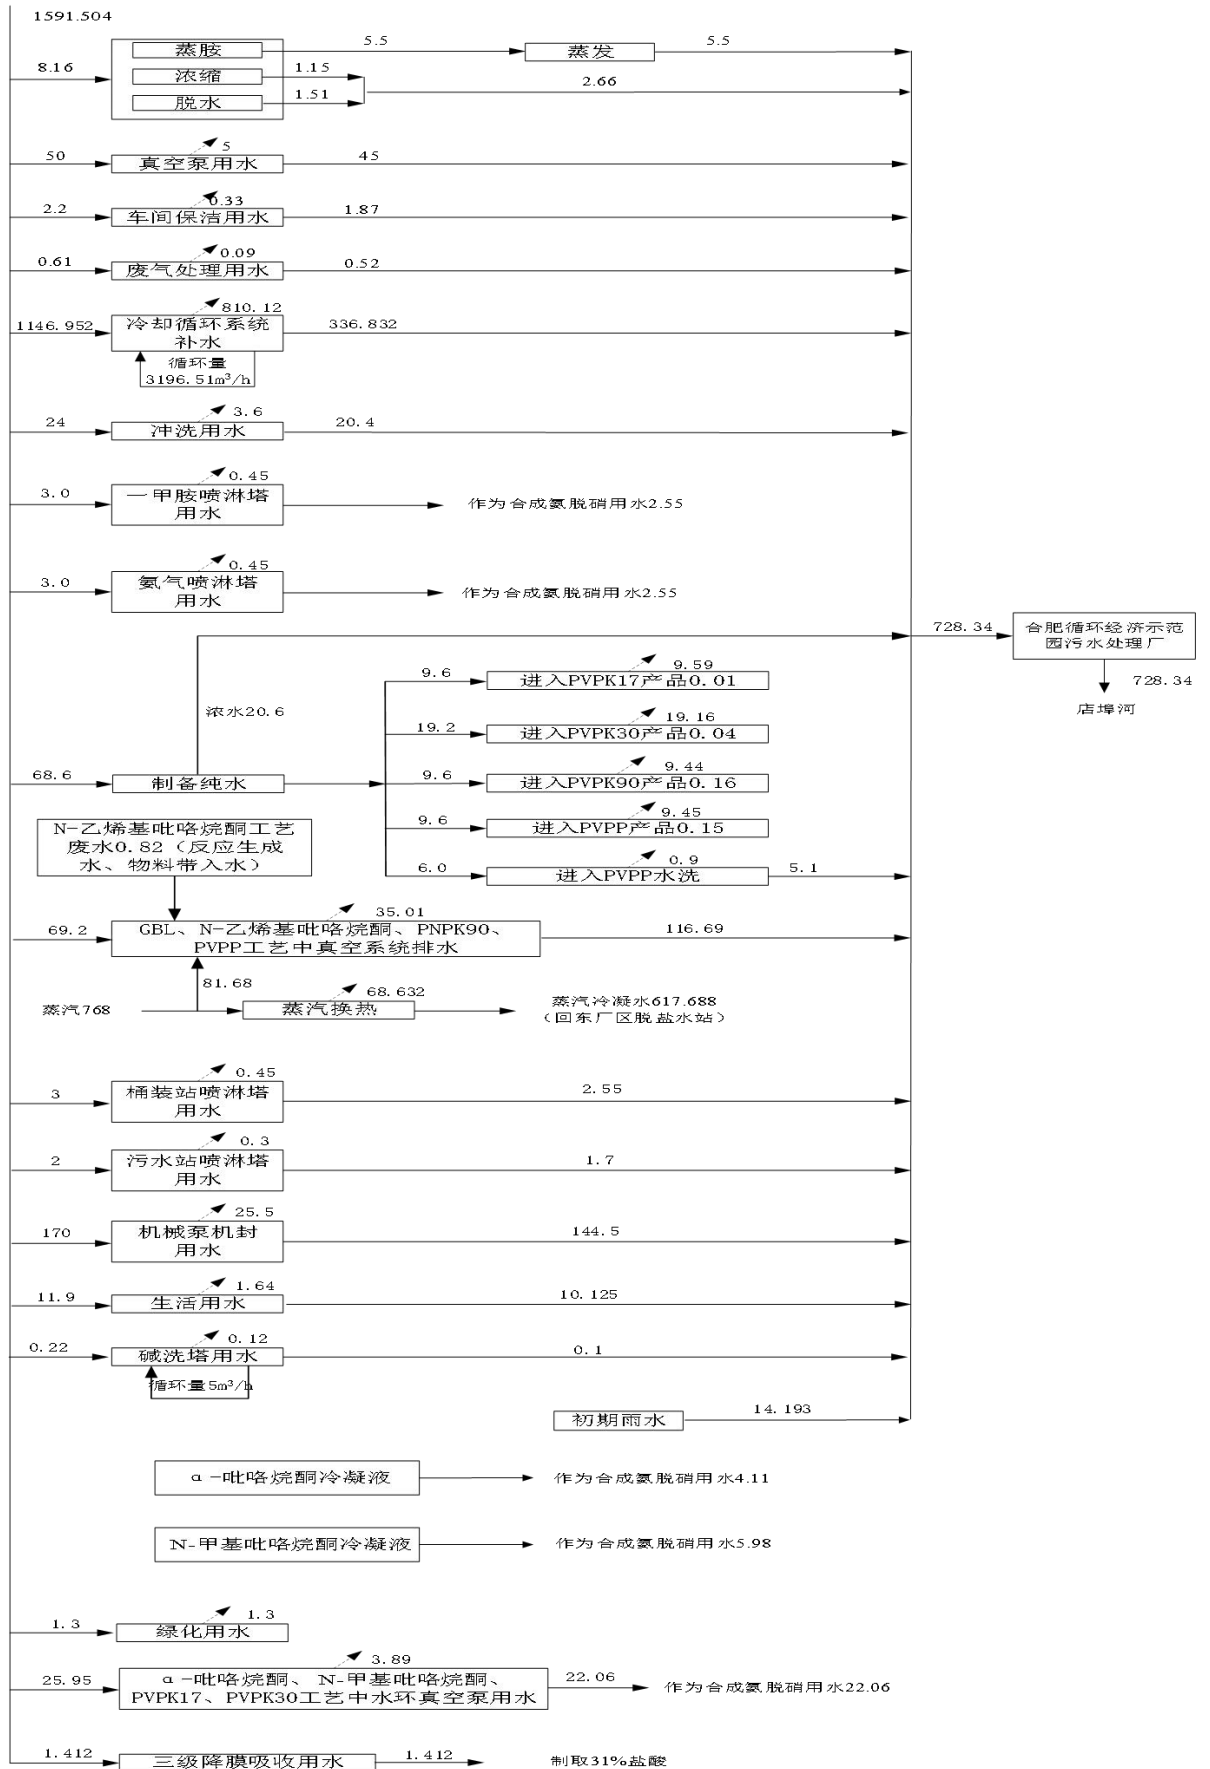 1591.504
8.16
蒸胺
5.5
蒸发
5.5
浓缩
1.15
脱水
1.51
2.66
50
真空泵用水
5
45
2.2
车间保洁用水
0.33
1.87
0.61
废气处理用水
0.09
0.52
1146.952
冷却循环系统
补水
810.12
336.832
循环量
3196.51m³/h
24
冲洗用水
3.6
20.4
3.0
一甲胺喷淋塔
用水
0.45
作为合成氨脱硝用水2.55
3.0
氨气喷淋塔
用水
0.45
作为合成氨脱硝用水2.55
728.34
合肥循环经济示范
园污水处理厂
728.34
店埠河
浓水20.6
9.6
9.59
进入PVPK17产品0.01
19.2
19.16
进入PVPK30产品0.04
68.6
制备纯水
9.6
9.44
进入PVPK90产品0.16
9.6
9.45
进入PVPP产品0.15
6.0
0.9
进入PVPP水洗
5.1
N-乙烯基吡咯烷酮工艺
废水0.82（反应生成
水、物料带入水）
69.2
35.01
GBL、N-乙烯基吡咯烷酮、PNPK90、
PVPP工艺中真空系统排水
116.69
81.68
蒸汽768
68.632
蒸汽换热
蒸汽冷凝水617.688
（回东厂区脱盐水站）
3
桶装站喷淋塔
用水
0.45
2.55
2
污水站喷淋塔
用水
0.3
1.7
170
机械泵机封
用水
25.5
144.5
11.9
生活用水
1.64
10.125
0.22
碱洗塔用水
0.12
0.1
循环量5m³/h
初期雨水
14.193
α-吡咯烷酮冷凝液
作为合成氨脱硝用水4.11
N-甲基吡咯烷酮冷凝液
作为合成氨脱硝用水5.98
1.3
绿化用水
1.3
25.95
3.89
α-吡咯烷酮、N-甲基吡咯烷酮、
PVPK17、PVPK30工艺中水环真空泵用水
22.06
作为合成氨脱硝用水22.06
1.412
三级降膜吸收用水
1.412
制取31%盐酸